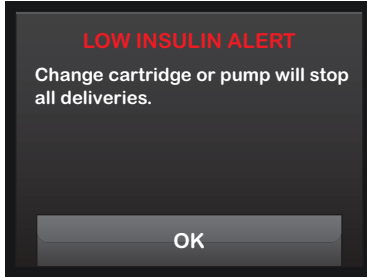 LOW INSULIN ALERT
Change cartridge or pump will stop
all deliveries.
OK